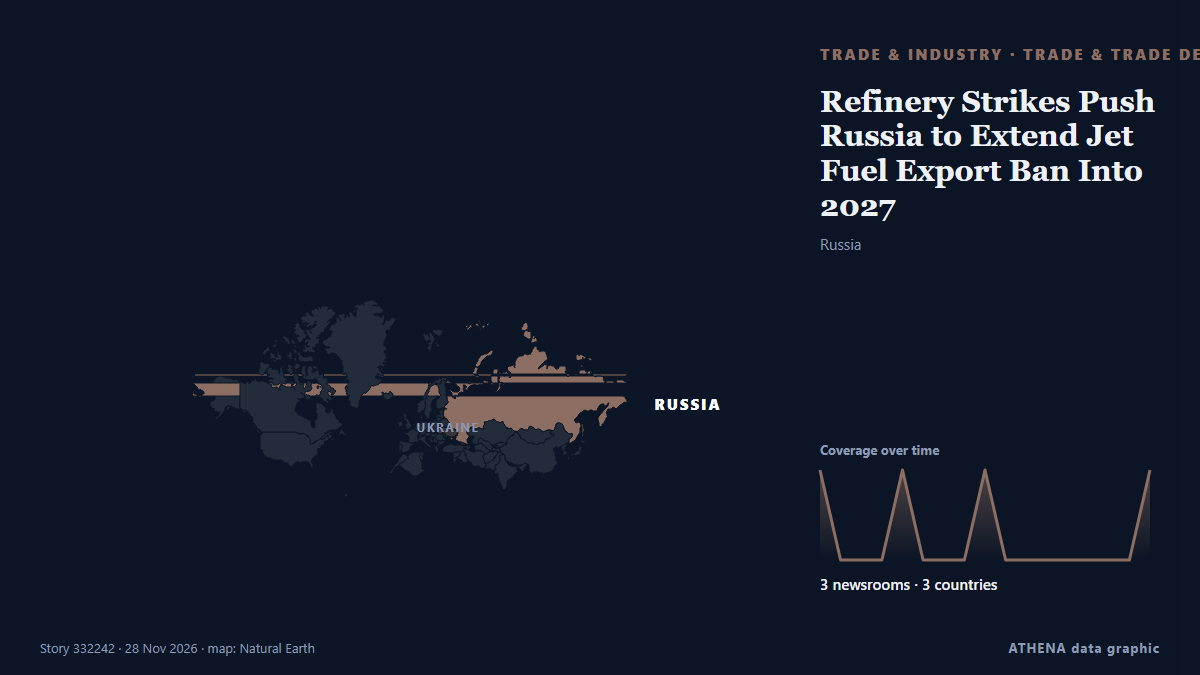 TRADE & INDUSTRY · TRADE & TRADE DE
Refinery Strikes Push
Russia to Extend Jet
Fuel Export Ban Into
2027
Russia
RUSSIA
UKRAINE
Coverage over time
3 newsrooms · 3 countries
Story 332242 · 28 Nov 2026 · map: Natural Earth
ATHENA data graphic